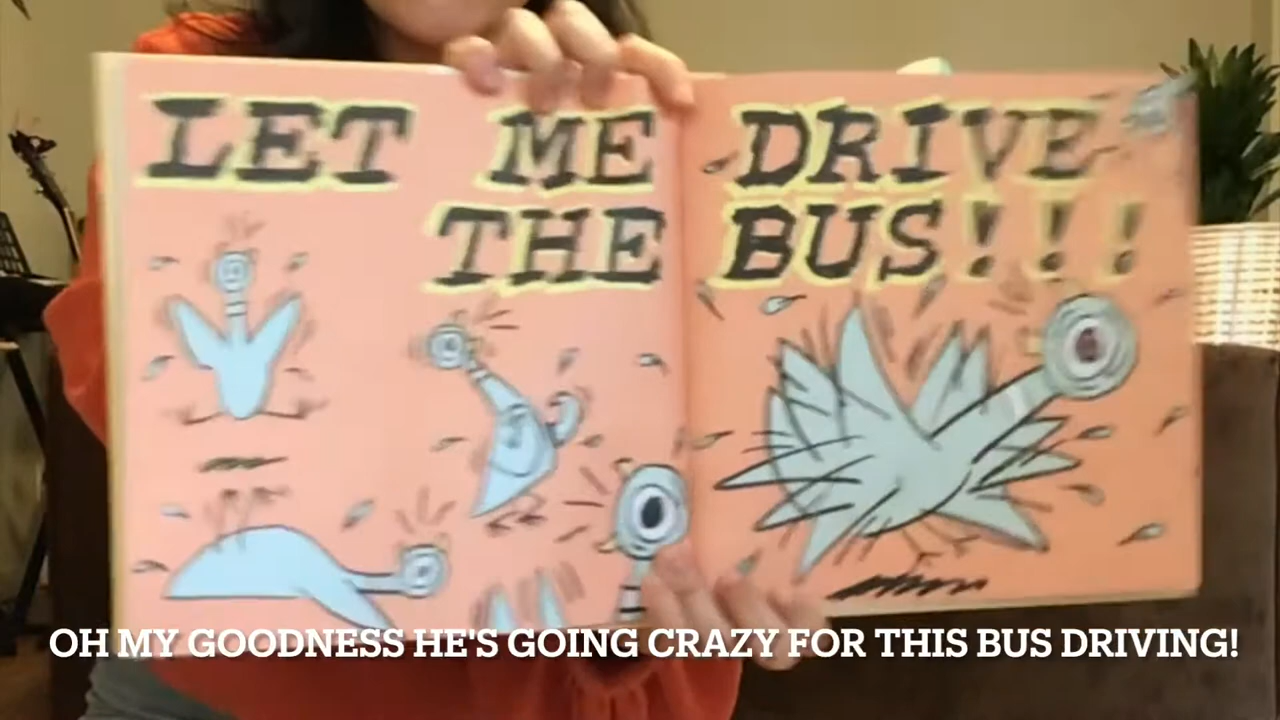 LET ME DRIVE
THE BUS!!!
OH MY GOODNESS HE'S GOING CRAZY FOR THIS BUS DRIVING!